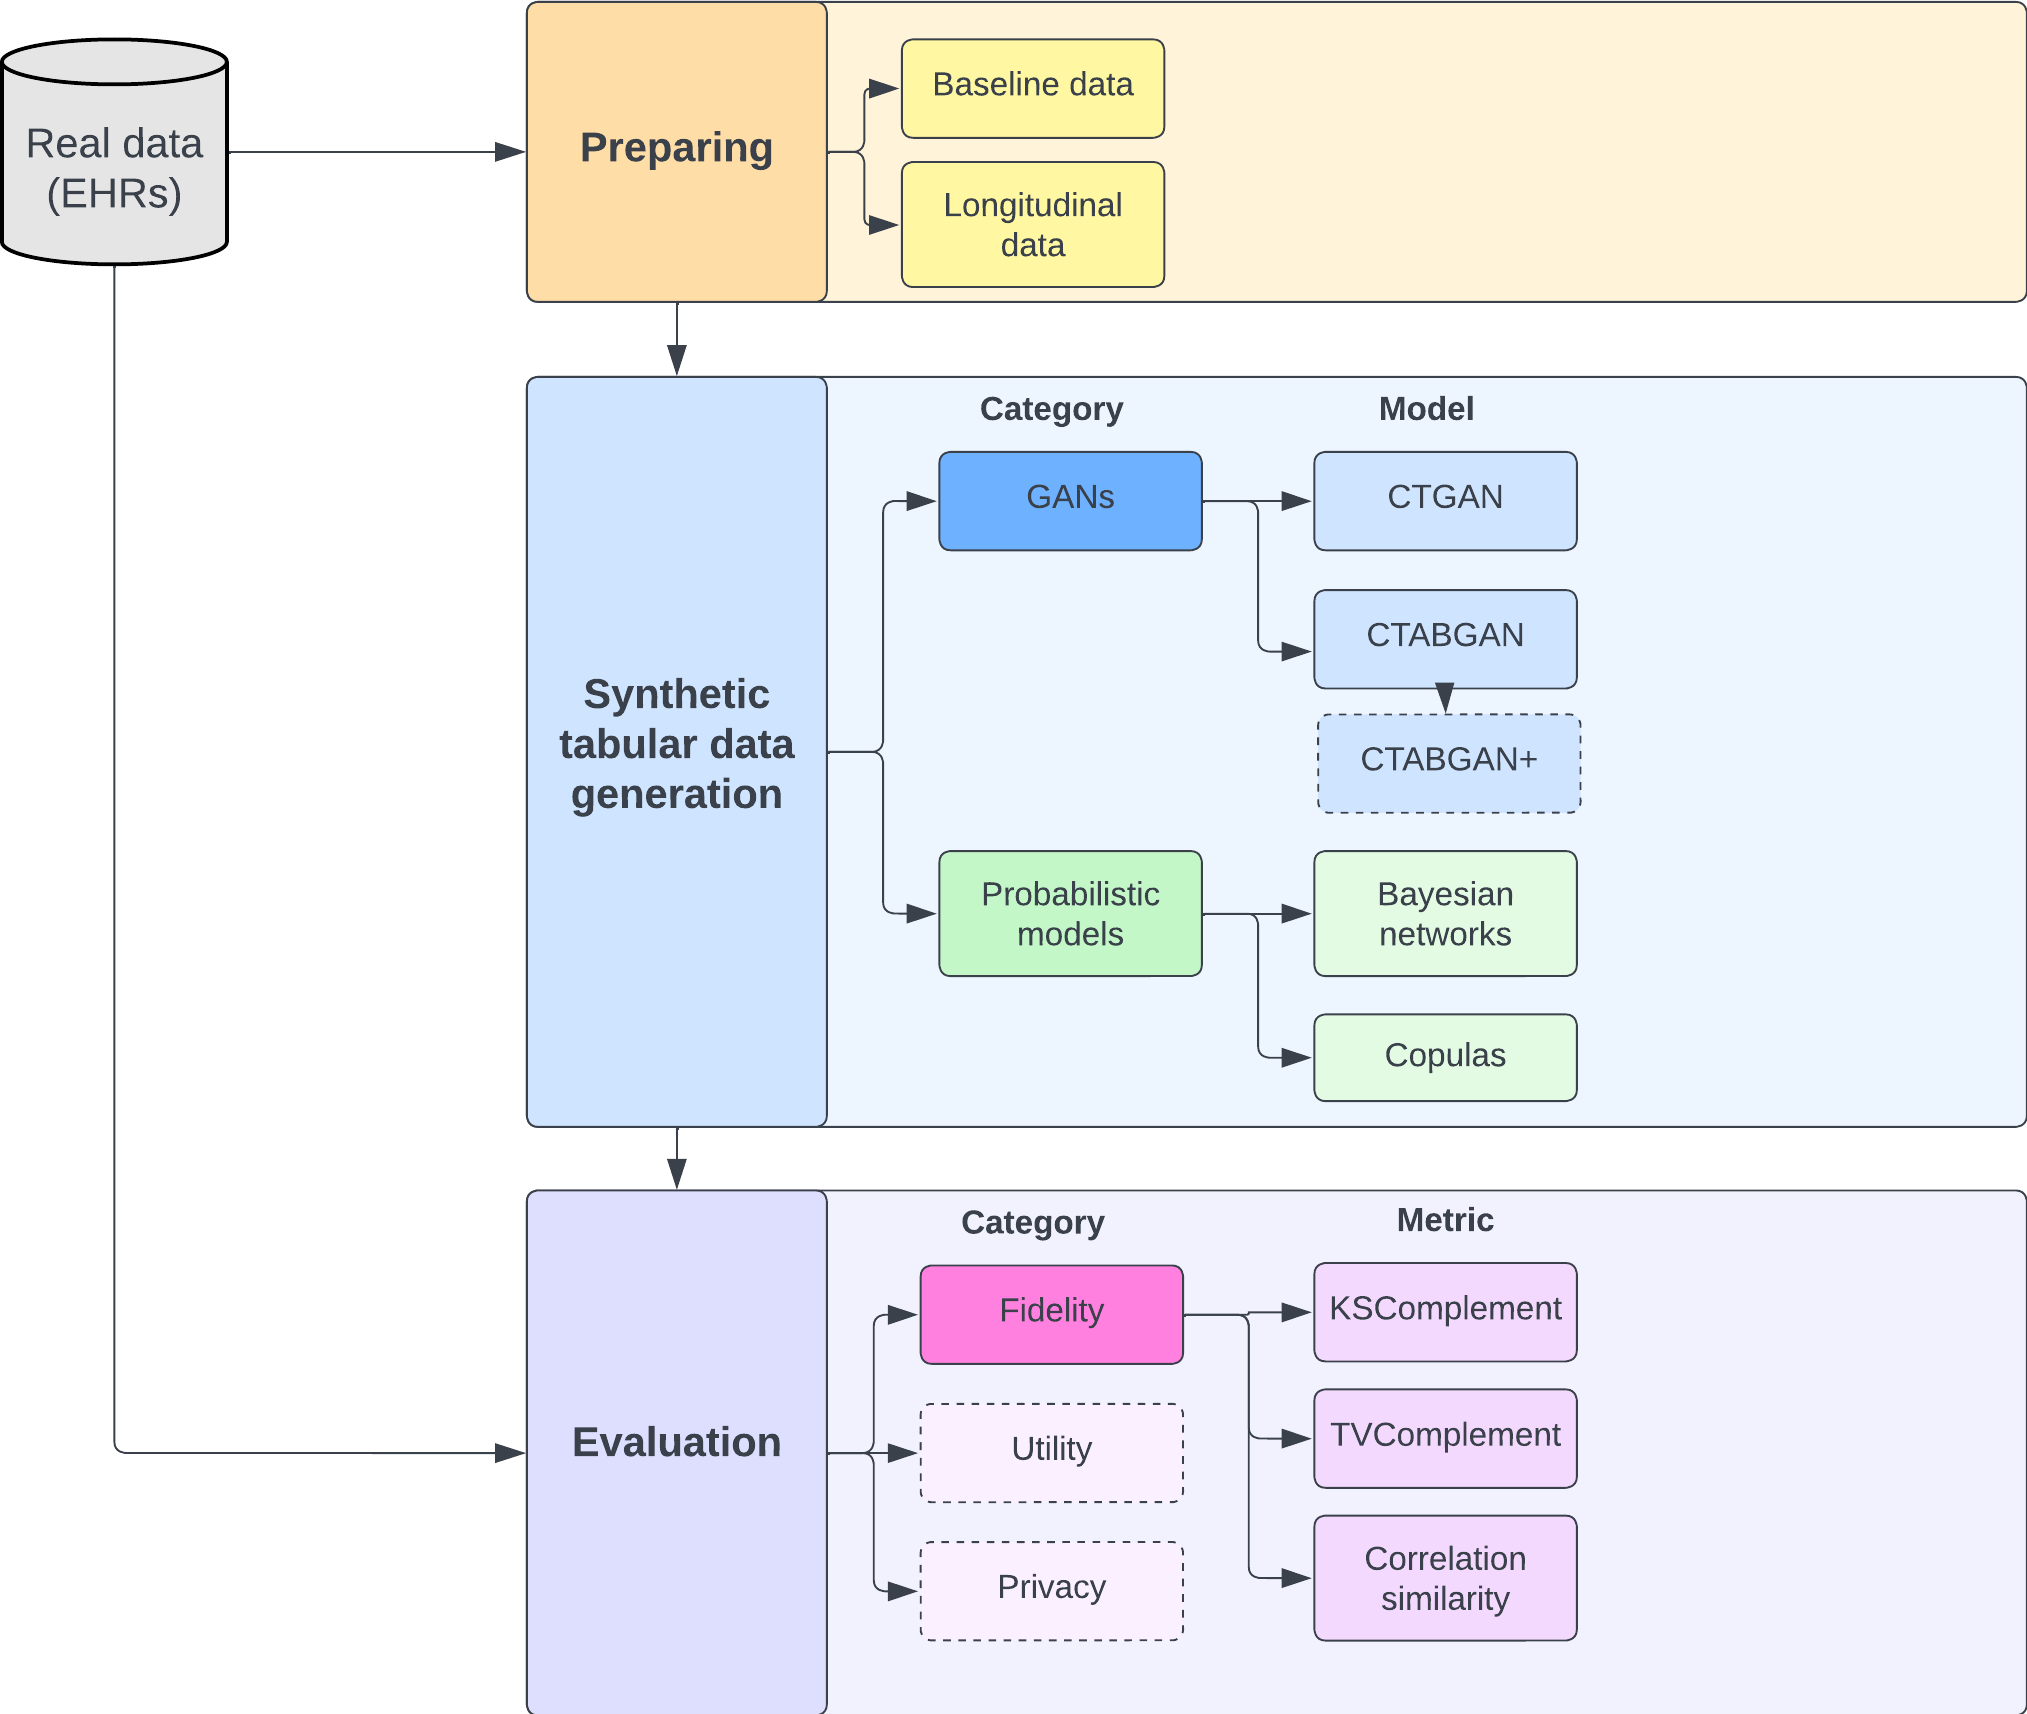 Real data
(EHRs)
Preparing
Baseline data
Longitudinal
data
Synthetic
tabular data
generation
Category
Model
GANs
CTGAN
CTABGAN
CTABGAN+
Probabilistic
models
Bayesian
networks
Copulas
Evaluation
Category
Metric
Fidelity
KSComplement
Utility
TVComplement
Privacy
Correlation
similarity